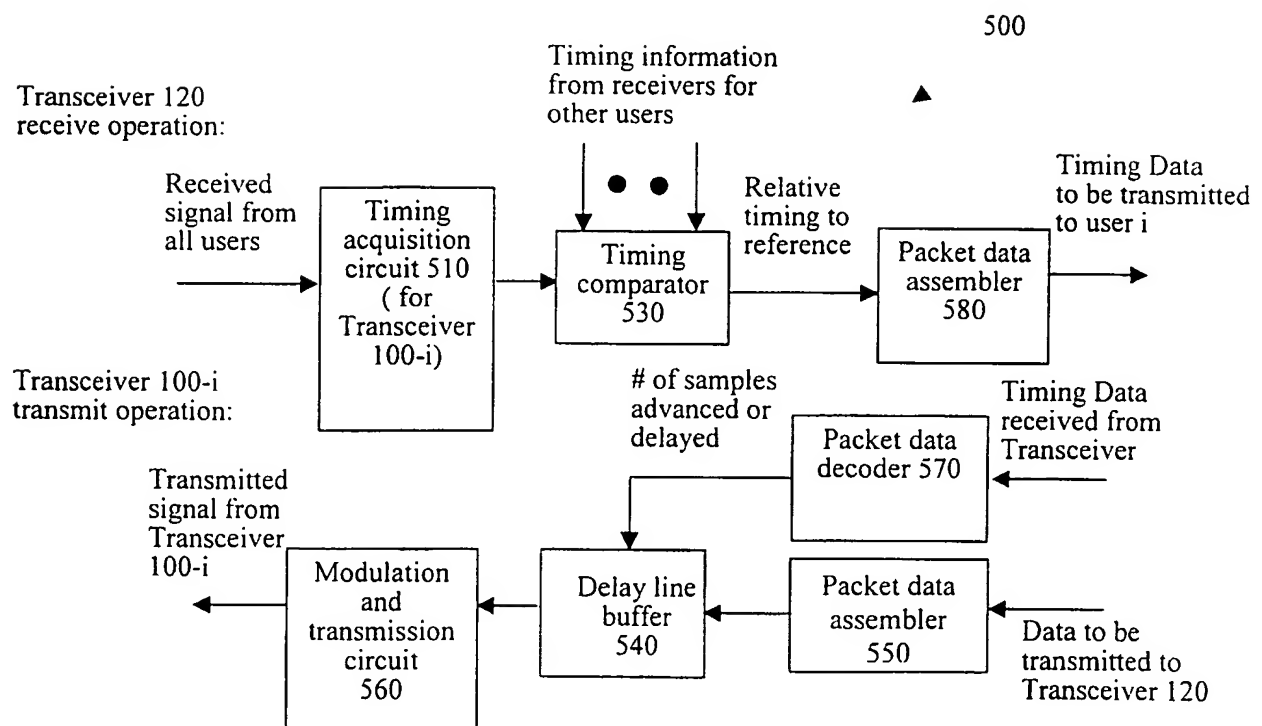 500
Timing information
from receivers for
other users
Transceiver 120
receive operation:
Received
signal from
all users
Timing
acquisition
circuit 510
( for
Transceiver
100-i)
Timing
comparator
530
Relative
timing to
reference
Packet data
assembler
580
Timing Data
to be transmitted
to user i
Transceiver 100-i
transmit operation:
# of samples
advanced or
delayed
Packet data
decoder 570
Timing Data
received from
Transceiver
Transmitted
signal from
Transceiver
100-i
Modulation
and
transmission
circuit
560
Delay line
buffer
540
Packet data
assembler
550
Data to be
transmitted to
Transceiver 120